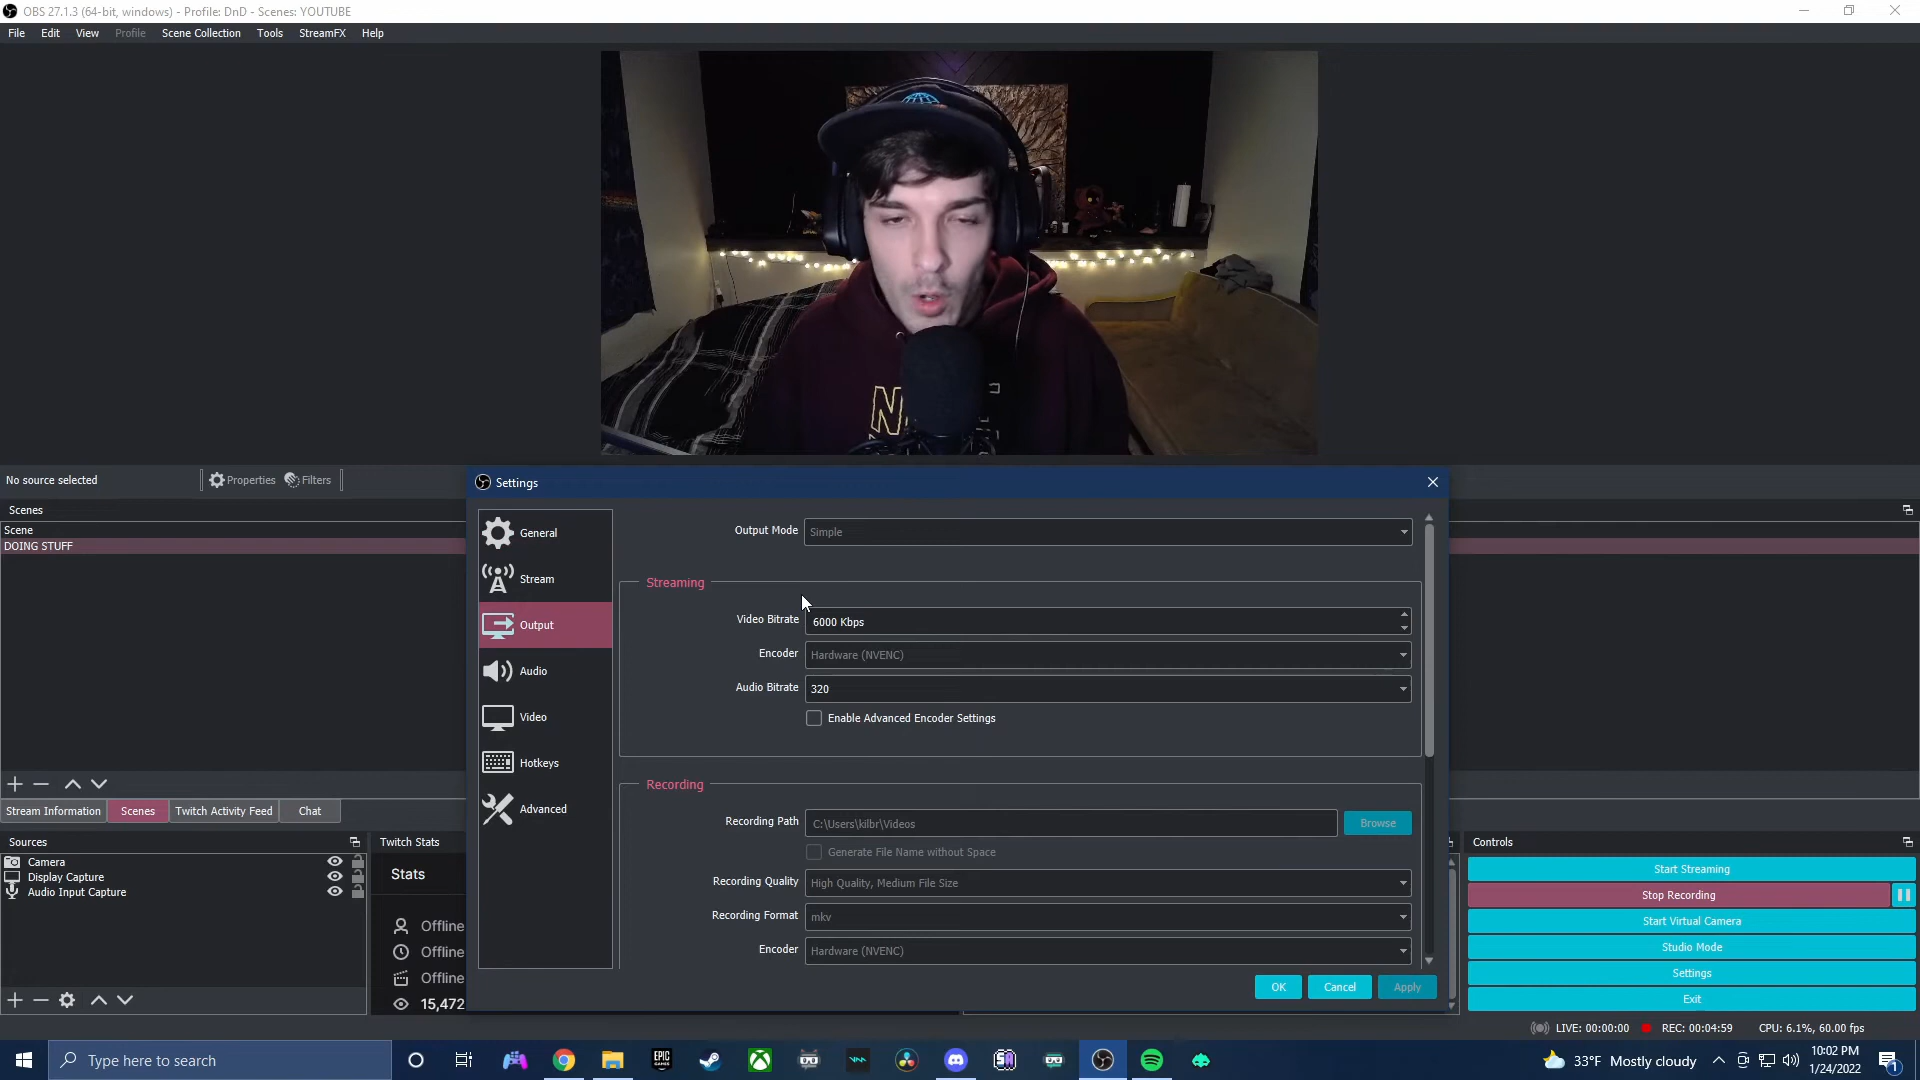 OBS 27.1.3 (64-bit, windows) - Profile: DnD - Scenes: YOUTUBE
File Edit View Profile Scene Collection Tools StreamFX Help
No source selected Properties Filters
Settings
Scenes
Scene
DOING STUFF
General
Stream
Output
Audio
Video
Hotkeys
Advanced
Output Mode Simple
Streaming
Video Bitrate 6000 Kbps
Encoder Hardware (NVENC)
Audio Bitrate 320
Enable Advanced Encoder Settings
Recording
Recording Path C:\Users\kilbr\Videos Browse
Generate File Name without Space
Recording Quality High Quality, Medium File Size
Recording Format mkv
Encoder Hardware (NVENC)
OK Cancel Apply
Stream Information Scenes Twitch Activity Feed Chat
Sources
Camera
Display Capture
Audio Input Capture
Twitch Stats
Stats
Offline
Offline
Offline
15,472
Controls
Start Streaming
Stop Recording
Start Virtual Camera
Studio Mode
Settings
Exit
LIVE: 00:00:00 REC: 00:04:59 CPU: 6.1%, 60.00 fps
Type here to search
EPIC GAMES
33°F Mostly cloudy
10:02 PM
1/24/2022
1